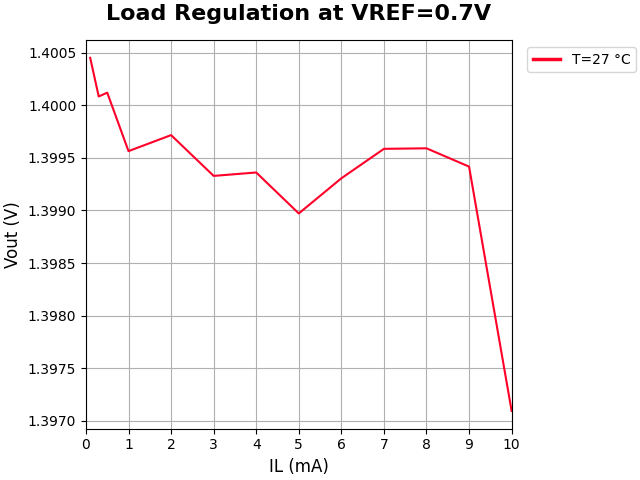 Load Regulation at VREF=0.7V
T=27 °C
Vout (V)
1.4005
1.4000
1.3995
1.3990
1.3985
1.3980
1.3975
1.3970
0 1 2 3 4 5 6 7 8 9 10
IL (mA)